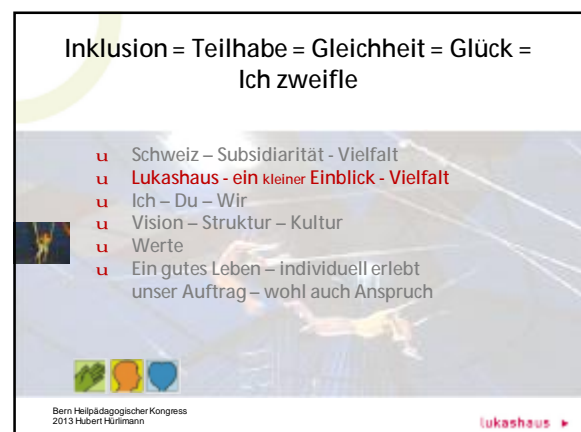 Inklusion = Teilhabe = Gleichheit = Glück =
Ich zweifle
u Schweiz – Subsidiarität - Vielfalt
u Lukashaus - ein kleiner Einblick - Vielfalt
u Ich – Du – Wir
u Vision – Struktur – Kultur
u Werte
u Ein gutes Leben – individuell erlebt
unser Auftrag – wohl auch Anspruch
Bern Heilpädagogischer Kongress
2013 Hubert Hürlimann
lukashaus